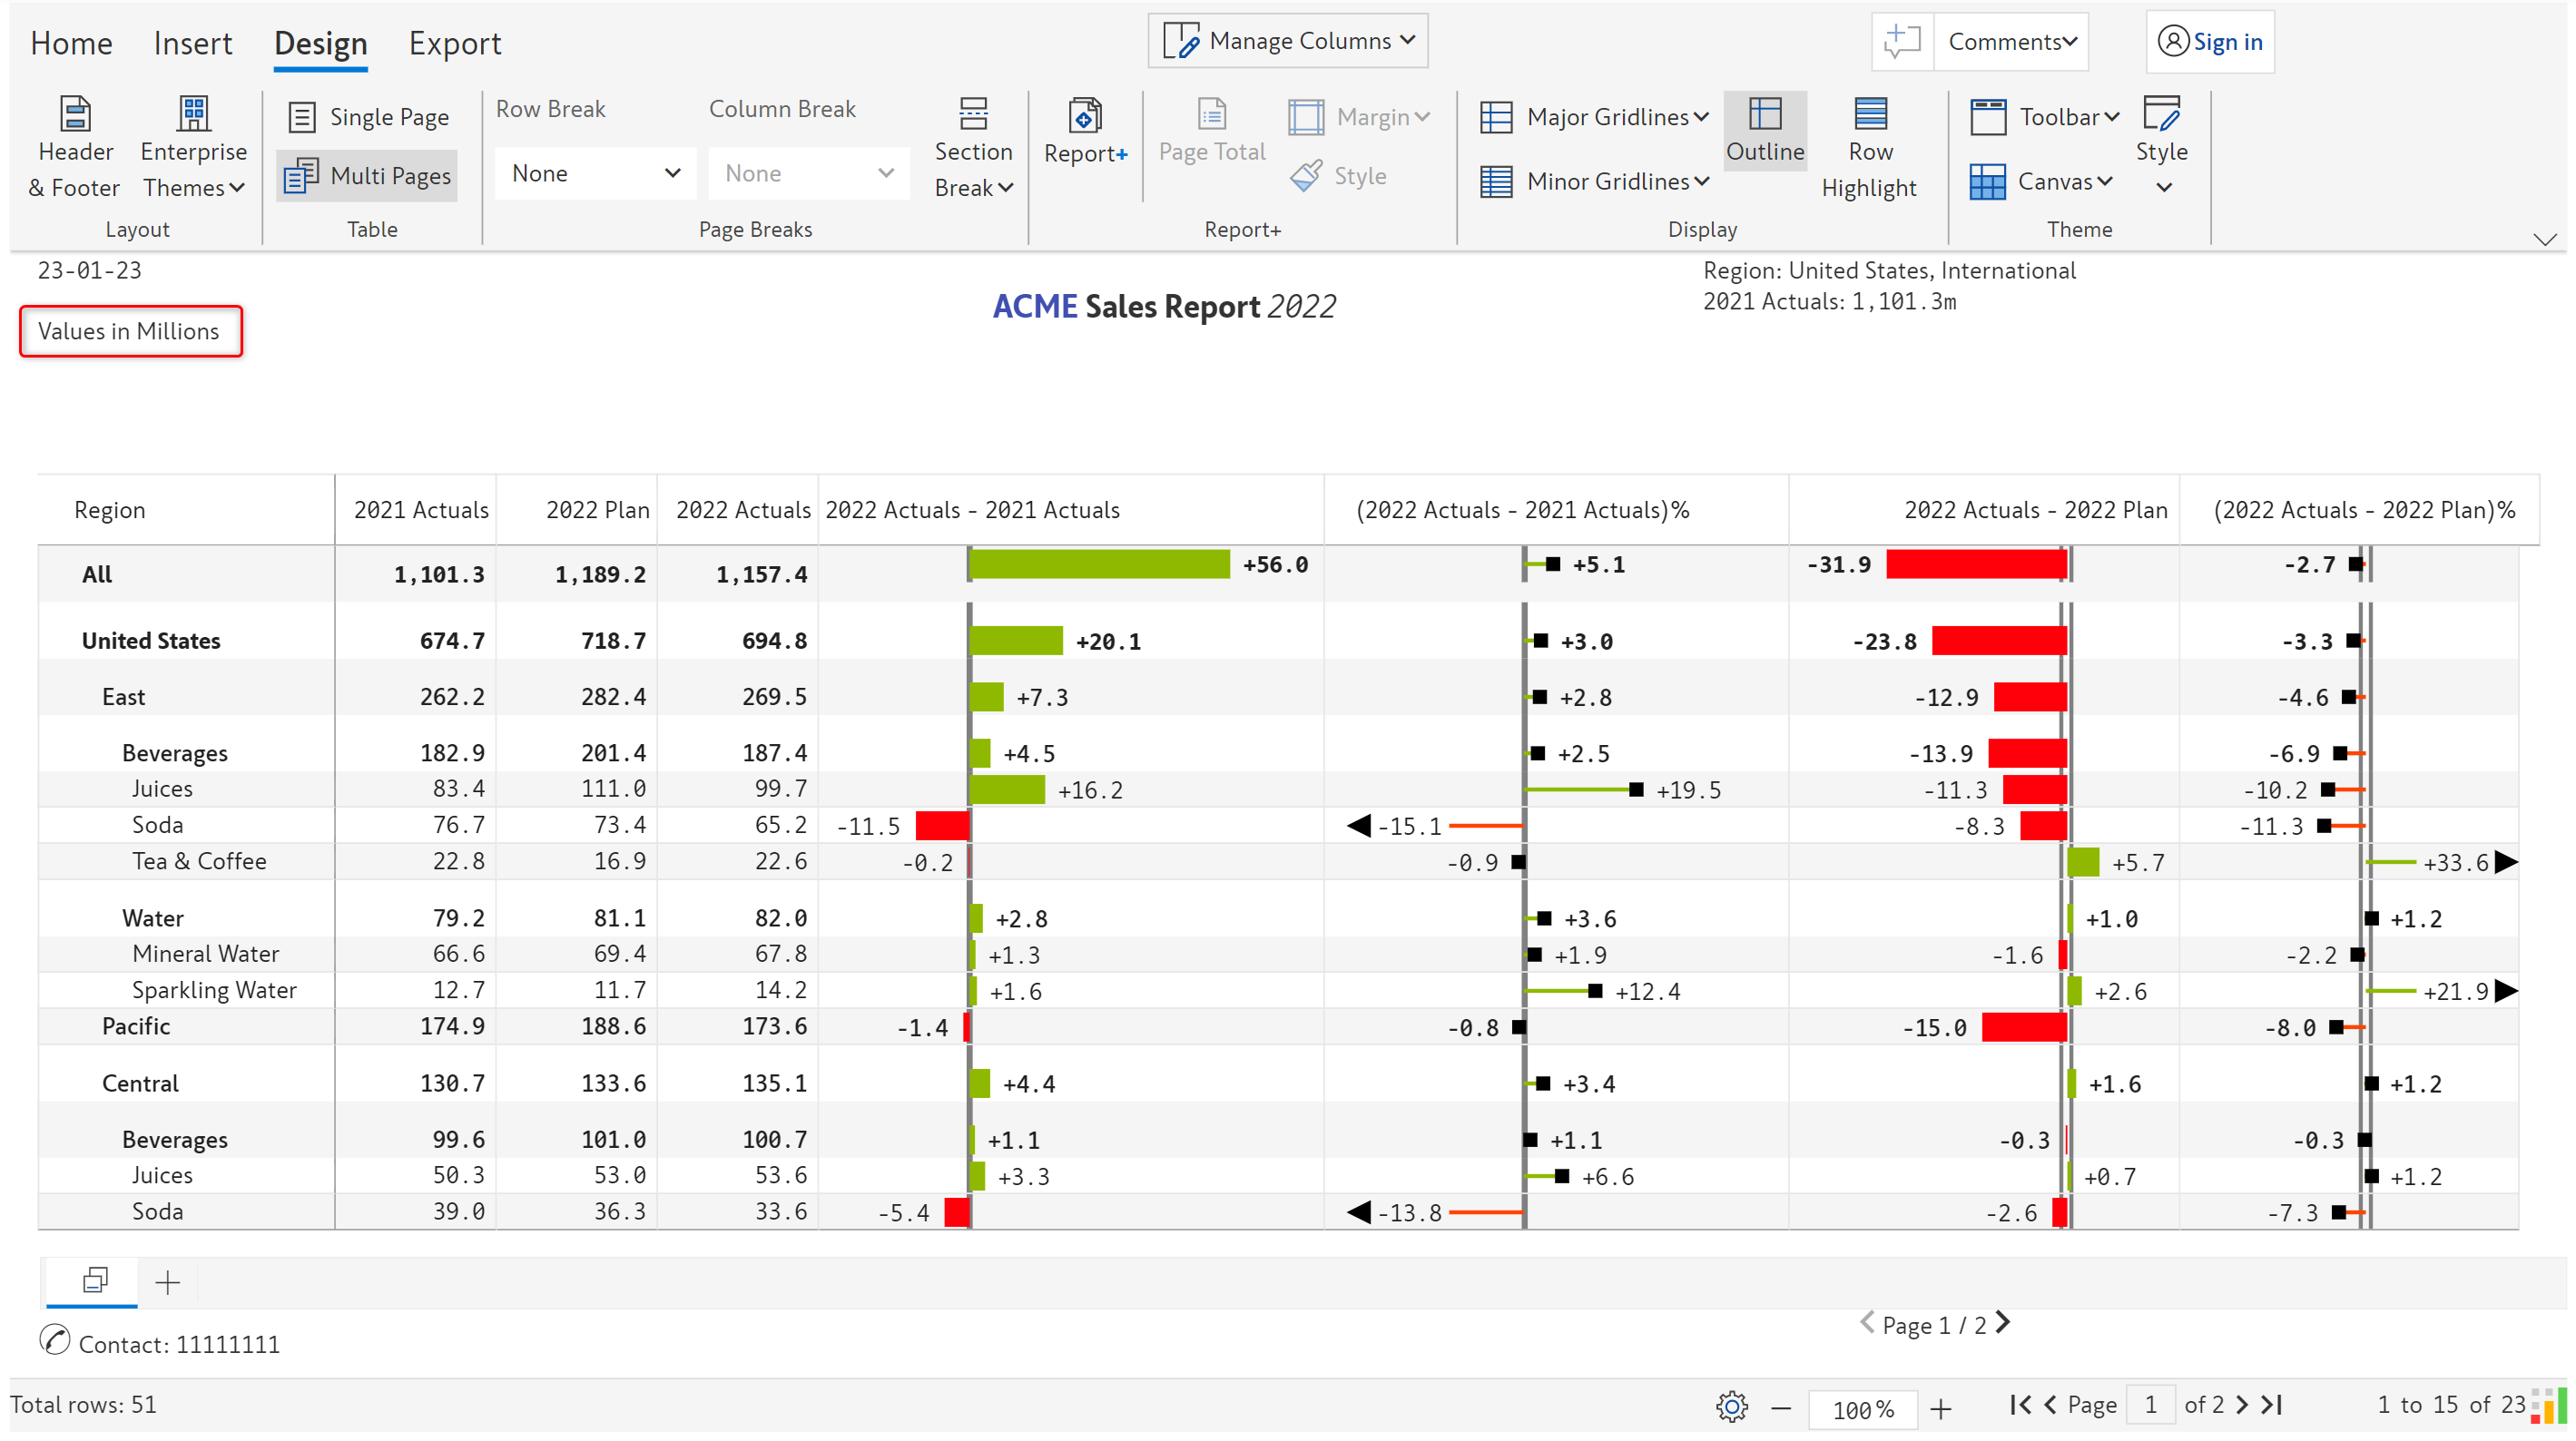 Home Insert Design Export Manage Columns Comments Sign in
Header & Footer
Enterprise Themes
Layout
Single Page
Multi Pages
Table
Row Break
None
Column Break
None
Section Break
Page Breaks
Report+
Page Total
Margin
Style
Report+
Major Gridlines
Minor Gridlines
Outline
Row Highlight
Display
Toolbar
Canvas
Style
Theme
23-01-23
Values in Millions
ACME Sales Report 2022
Region: United States, International
2021 Actuals: 1,101.3m
Region 2021 Actuals 2022 Plan 2022 Actuals 2022 Actuals - 2021 Actuals (2022 Actuals - 2021 Actuals)% 2022 Actuals - 2022 Plan (2022 Actuals - 2022 Plan)%
All 1,101.3 1,189.2 1,157.4 +56.0 +5.1 -31.9 -2.7
United States 674.7 718.7 694.8 +20.1 +3.0 -23.8 -3.3
East 262.2 282.4 269.5 +7.3 +2.8 -12.9 -4.6
Beverages 182.9 201.4 187.4 +4.5 +2.5 -13.9 -6.9
Juices 83.4 111.0 99.7 +16.2 +19.5 -11.3 -10.2
Soda 76.7 73.4 65.2 -11.5 -15.1 -8.3 -11.3
Tea & Coffee 22.8 16.9 22.6 -0.2 -0.9 +5.7 +33.6
Water 79.2 81.1 82.0 +2.8 +3.6 +1.0 +1.2
Mineral Water 66.6 69.4 67.8 +1.3 +1.9 -1.6 -2.2
Sparkling Water 12.7 11.7 14.2 +1.6 +12.4 +2.6 +21.9
Pacific 174.9 188.6 173.6 -1.4 -0.8 -15.0 -8.0
Central 130.7 133.6 135.1 +4.4 +3.4 +1.6 +1.2
Beverages 99.6 101.0 100.7 +1.1 +1.1 -0.3 -0.3
Juices 50.3 53.0 53.6 +3.3 +6.6 +0.7 +1.2
Soda 39.0 36.3 33.6 -5.4 -13.8 -2.6 -7.3
Page 1 / 2
Contact: 11111111
Total rows: 51 100% Page 1 of 2 1 to 15 of 23